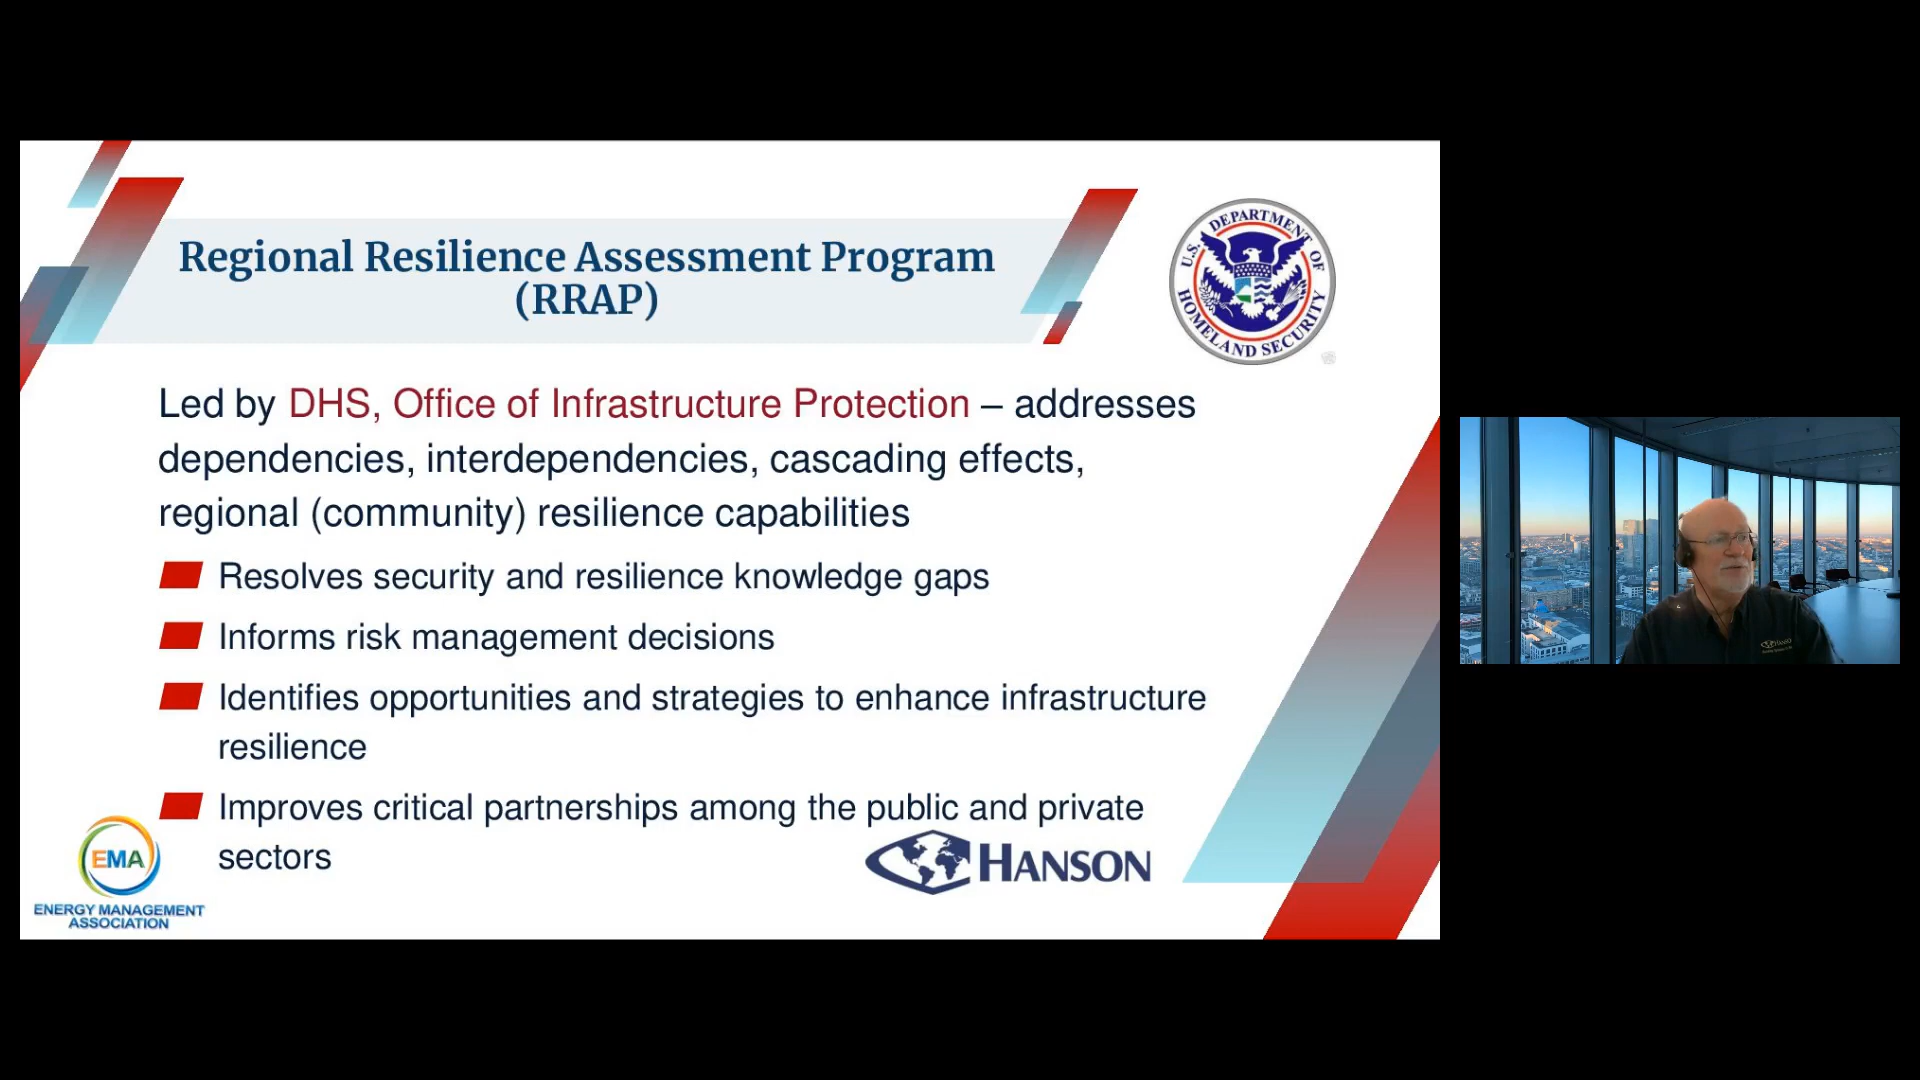 Regional Resilience Assessment Program
(RRAP)
U.S. DEPARTMENT OF
HOMELAND SECURITY
Led by DHS, Office of Infrastructure Protection – addresses
dependencies, interdependencies, cascading effects,
regional (community) resilience capabilities
Resolves security and resilience knowledge gaps
Informs risk management decisions
Identifies opportunities and strategies to enhance infrastructure
resilience
Improves critical partnerships among the public and private
sectors
EMA
ENERGY MANAGEMENT
ASSOCIATION
HANSON